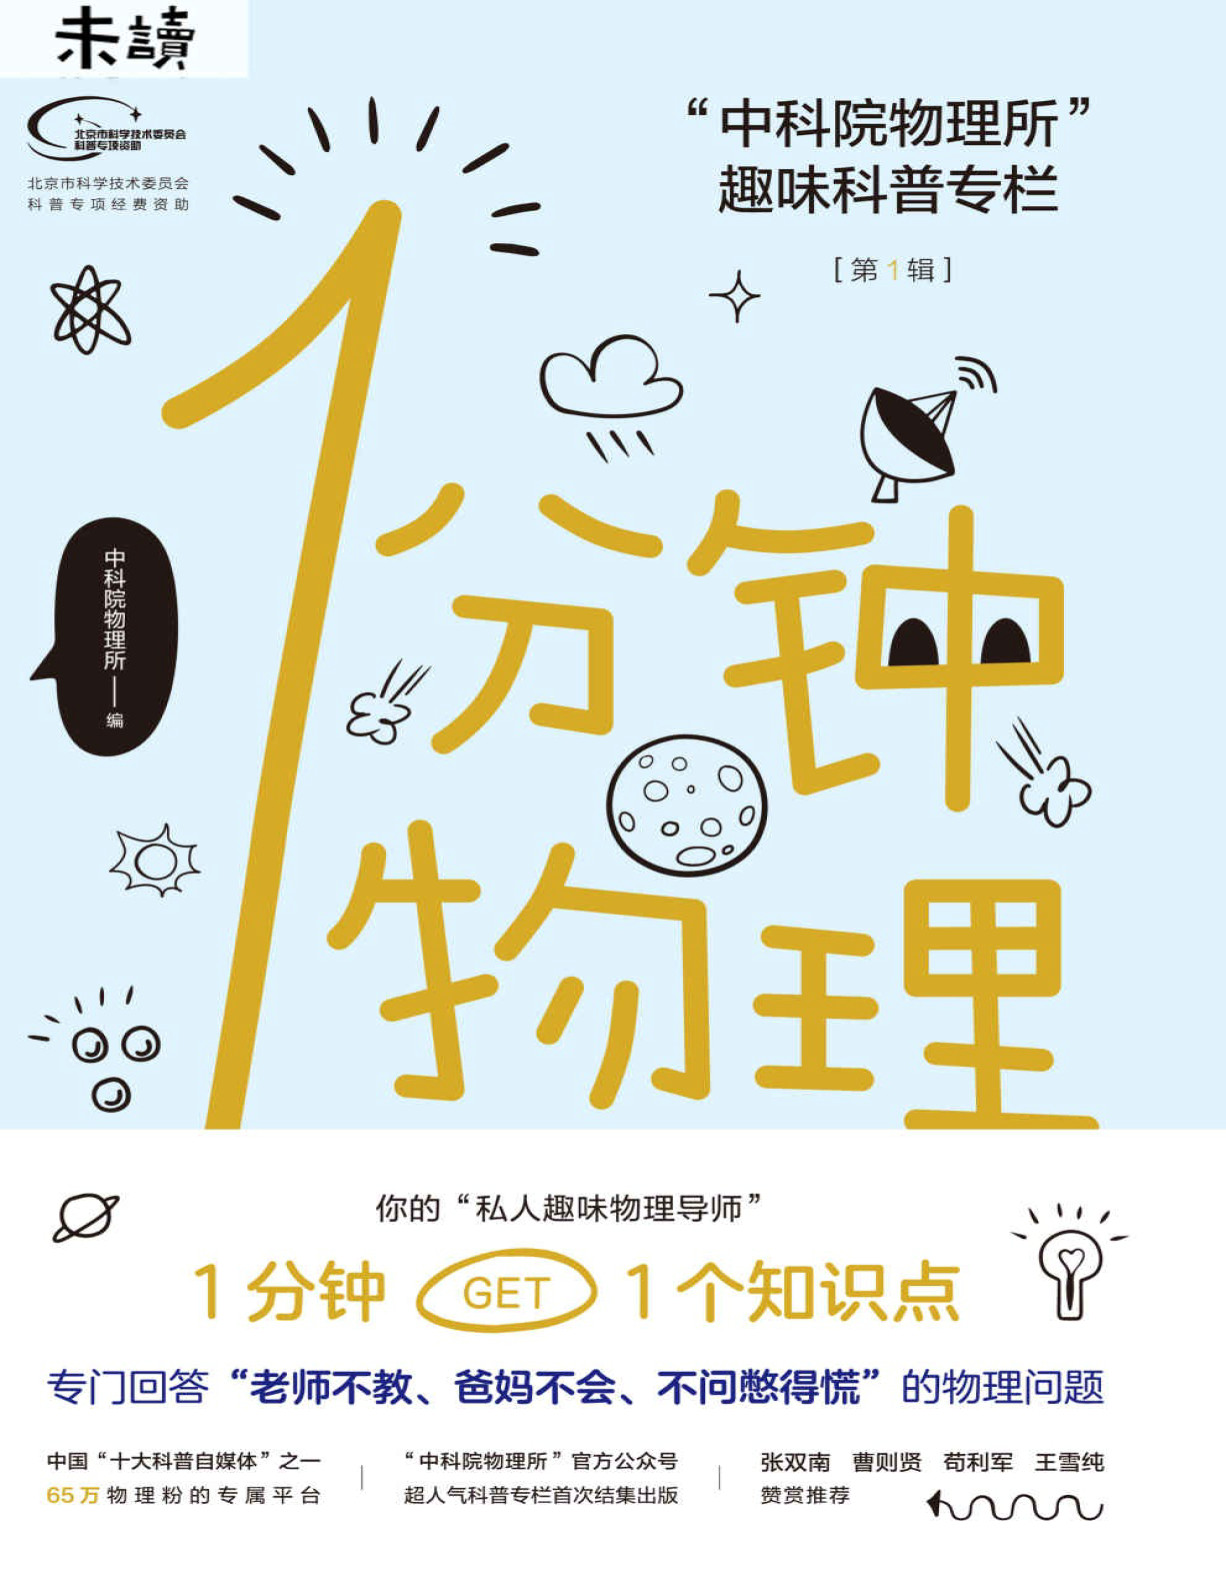 未讀
北京市科学技术委员会
科普专项资助
北京市科学技术委员会
科普专项经费资助
“中科院物理所”
趣味科普专栏
[第1辑]
1分钟
物理
中科院物理所——编
你的“私人趣味物理导师”
1分钟 GET 1个知识点
专门回答“老师不教、爸妈不会、不问憋得慌”的物理问题
中国“十大科普自媒体”之一
65万物理粉的专属平台
“中科院物理所”官方公众号
超人气科普专栏首次结集出版
张双南 曹则贤 苟利军 王雪纯
赞赏推荐